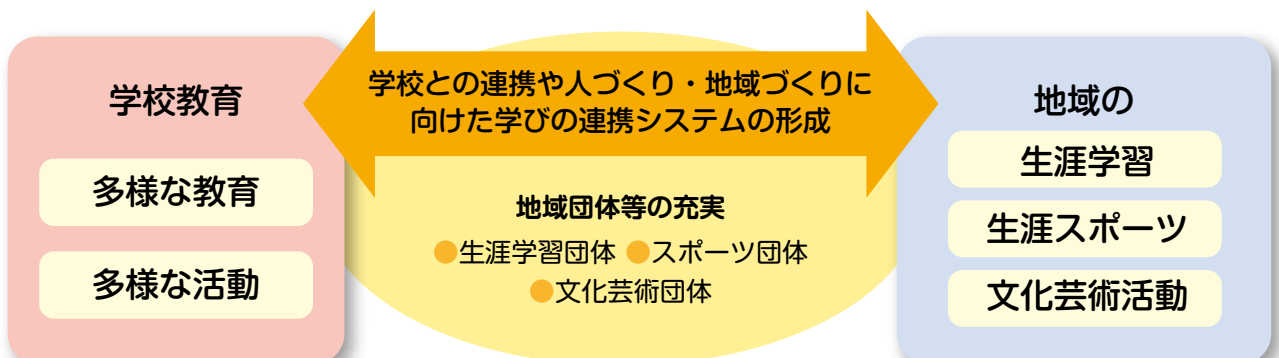 学校教育
多様な教育
多様な活動
学校との連携や人づくり・地域づくりに
向けた学びの連携システムの形成
地域団体等の充実
●生涯学習団体 ●スポーツ団体
●文化芸術団体
地域の
生涯学習
生涯スポーツ
文化芸術活動